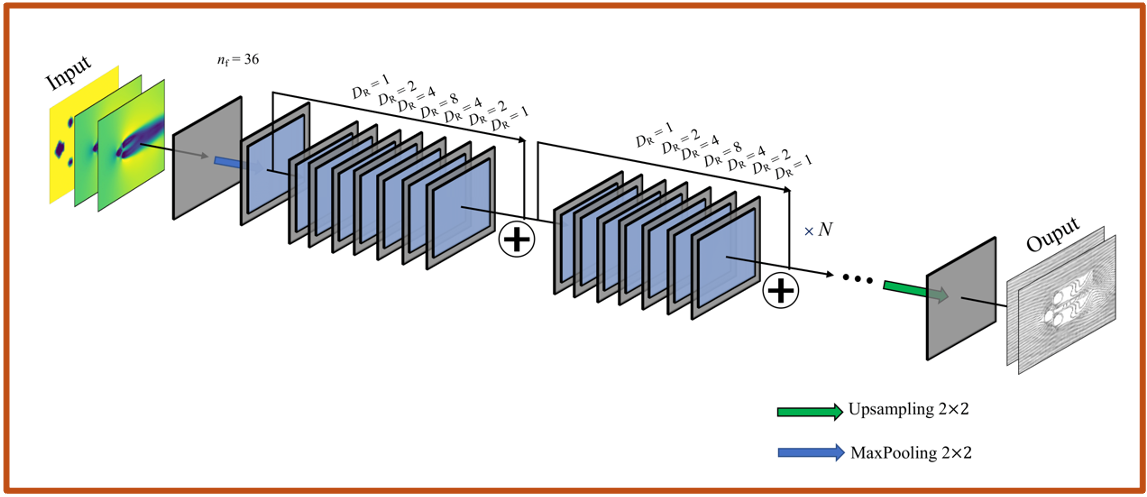 Input
n_f = 36
D_R = 1
D_R = 2
D_R = 4
D_R = 8
D_R = 4
D_R = 2
D_R = 1
D_R = 1
D_R = 2
D_R = 4
D_R = 8
D_R = 4
D_R = 2
D_R = 1
× N
Ouput
Upsampling 2×2
MaxPooling 2×2